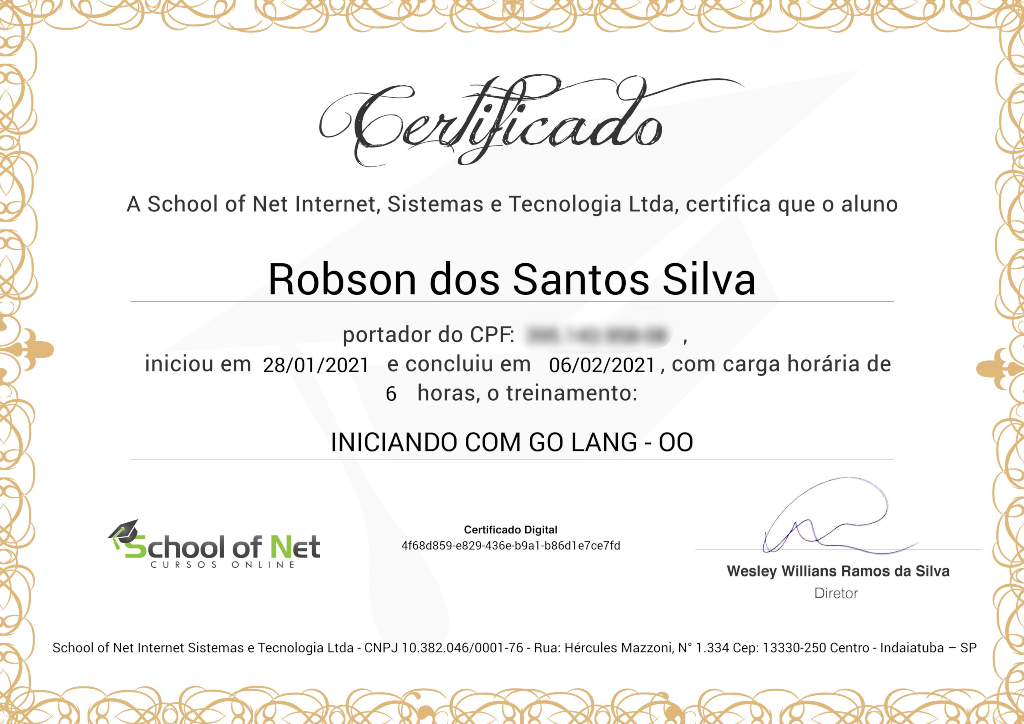 Certificado
A School of Net Internet, Sistemas e Tecnologia Ltda, certifica que o aluno
Robson dos Santos Silva
portador do CPF: ,
iniciou em 28/01/2021 e concluiu em 06/02/2021 , com carga horária de
6 horas, o treinamento:
INICIANDO COM GO LANG - OO
School of Net
CURSOS ONLINE
Certificado Digital
4f68d859-e829-436e-b9a1-b86d1e7ce7fd
Wesley Willians Ramos da Silva
Diretor
School of Net Internet Sistemas e Tecnologia Ltda - CNPJ 10.382.046/0001-76 - Rua: Hércules Mazzoni, N° 1.334 Cep: 13330-250 Centro - Indaiatuba – SP